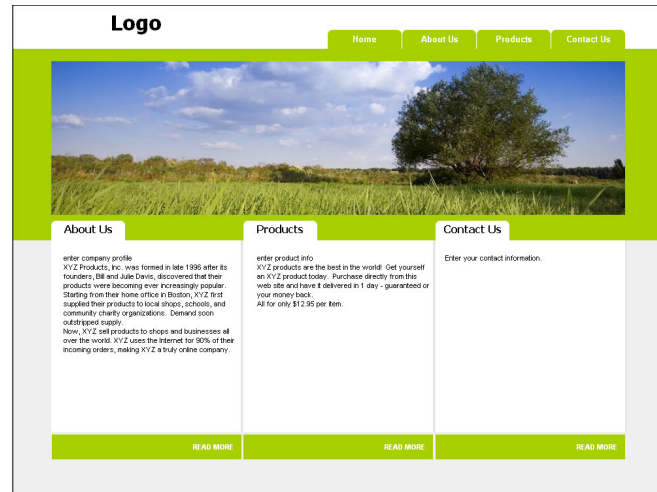 Logo
Home About Us Products Contact Us
About Us
enter company profile
XYZ Products, Inc. was formed in late 1996 after its
founders, Bill and Julie Davis, discovered that their
products were becoming ever increasingly popular.
Starting from their home office in Boston, XYZ first
supplied their products to local shops, schools, and
community charity organizations. Demand soon
outstripped supply.
Now, XYZ sell products to shops and businesses all
over the world. XYZ uses the Internet for 90% of their
incoming orders, making XYZ a truly online company.
READ MORE
Products
enter product info
XYZ products are the best in the world! Get yourself
an XYZ product today. Purchase directly from this
web site and have it delivered in 1 day - guaranteed or
your money back.
All for only $12.95 per item.
READ MORE
Contact Us
Enter your contact information.
READ MORE